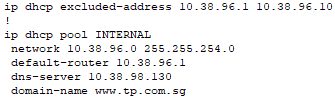 ip dhcp excluded-address 10.38.96.1 10.38.96.10
!
ip dhcp pool INTERNAL
 network 10.38.96.0 255.255.254.0
 default-router 10.38.96.1
 dns-server 10.38.98.130
 domain-name www.tp.com.sg